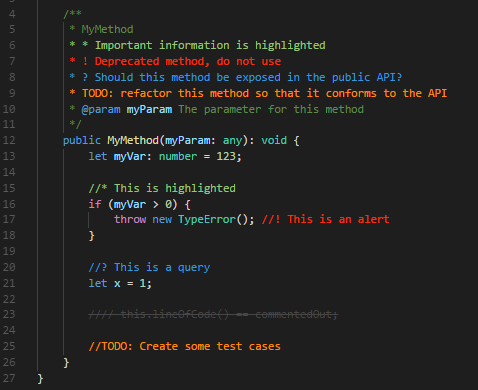 4 /**
5 * MyMethod
6 * * Important information is highlighted
7 * ! Deprecated method, do not use
8 * ? Should this method be exposed in the public API?
9 * TODO: refactor this method so that it conforms to the API
10 * @param myParam The parameter for this method
11 */
12 public MyMethod(myParam: any): void {
13 let myVar: number = 123;
14
15 //* This is highlighted
16 if (myVar > 0) {
17 throw new TypeError(); //! This is an alert
18 }
19
20 //? This is a query
21 let x = 1;
22
23 //// this.lineOfCode() == commentedOut;
24
25 //TODO: Create some test cases
26 }
27 }